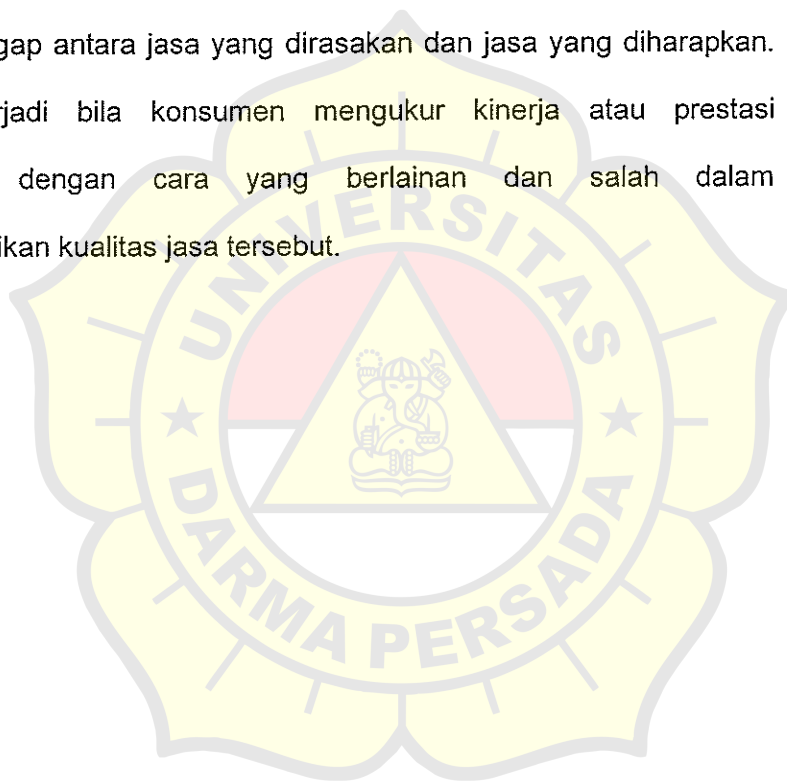 gap antara jasa yang dirasakan dan jasa yang diharapkan.
rjadi bila konsumen mengukur kinerja atau prestasi
dengan cara yang berlainan dan salah dalam
ikan kualitas jasa tersebut.
UNIVERSITAS
DARMA PERSADA